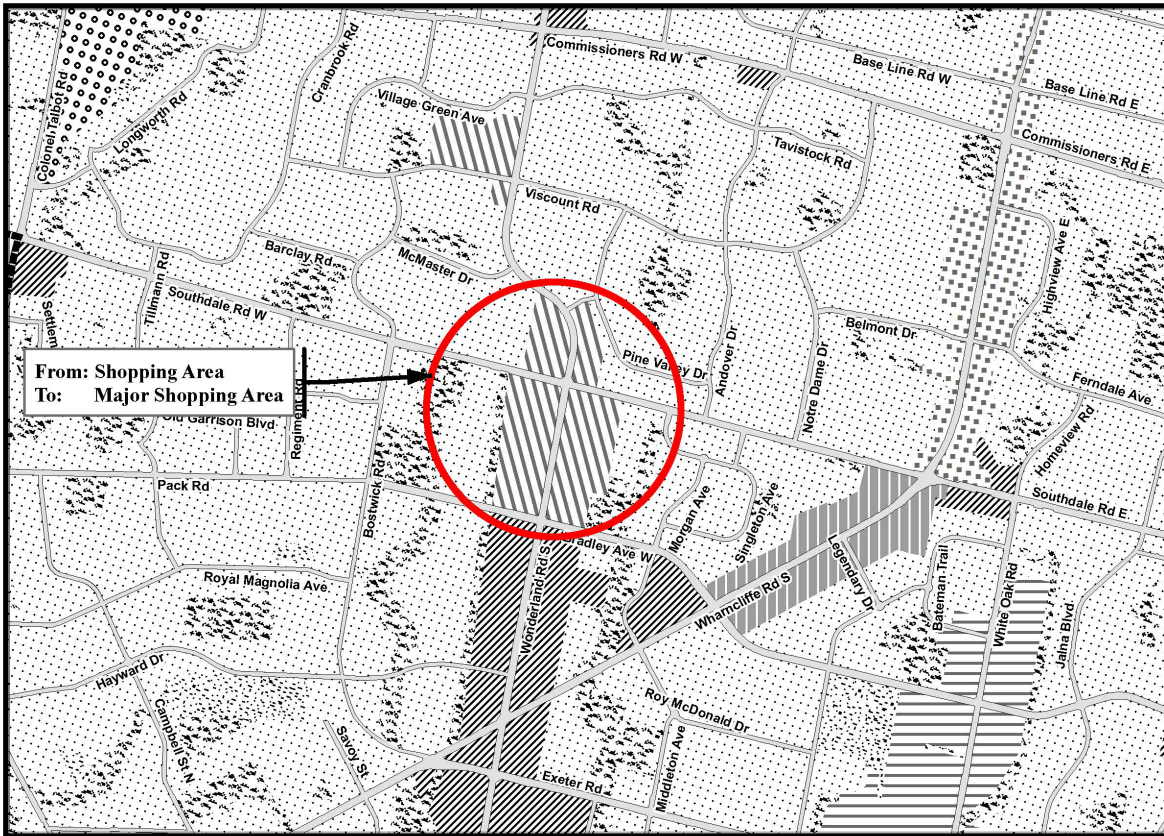 Commissioners Rd W
Base Line Rd W
Base Line Rd E
Commissioners Rd E
Cranbrook Rd
Colonel Talbot Rd
Longworth Rd
Village Green Ave
Tavistock Rd
Viscount Rd
Highview Ave E
Barclay Rd
McMaster Dr
Tillmann Rd
Southdale Rd W
Settlem
Belmont Dr
Pine Valley Dr
Andover Dr
Notre Dame Dr
Ferndale Ave
From: Shopping Area
To: Major Shopping Area
Old Garrison Blvd
Regiment Rd
Homeview Rd
Pack Rd
Bostwick Rd
Morgan Ave
Singleton Ave
Southdale Rd E
adley Ave W
Legendary Dr
Bateman Trail
White Oak Rd
Jalna Blvd
Royal Magnolia Ave
Wonderland Rd S
Wharncliffe Rd S
Hayward Dr
Campbell St N
Savoy St
Roy McDonald Dr
Middleton Ave
Exeter Rd